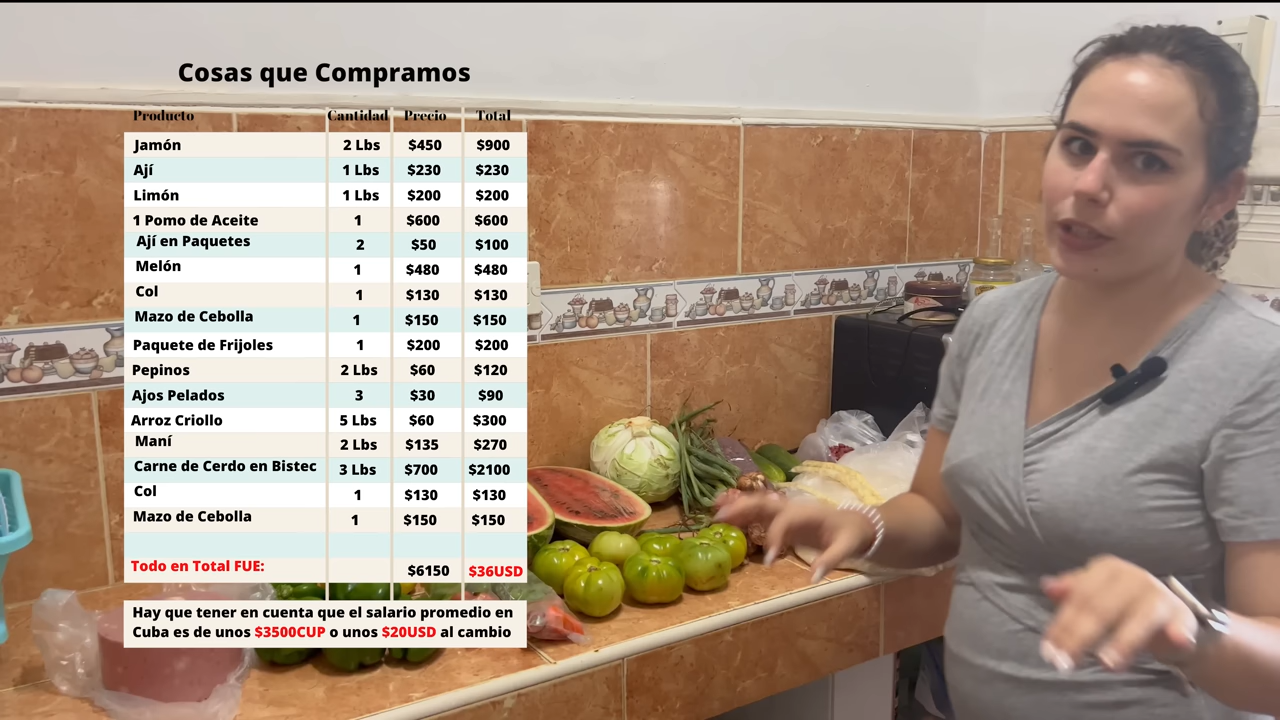 Cosas que Compramos
Producto Cantidad Precio Total
Jamón 2 Lbs $450 $900
Ají 1 Lbs $230 $230
Limón 1 Lbs $200 $200
1 Pomo de Aceite 1 $600 $600
Ají en Paquetes 2 $50 $100
Melón 1 $480 $480
Col 1 $130 $130
Mazo de Cebolla 1 $150 $150
Paquete de Frijoles 1 $200 $200
Pepinos 2 Lbs $60 $120
Ajos Pelados 3 $30 $90
Arroz Criollo 5 Lbs $60 $300
Maní 2 Lbs $135 $270
Carne de Cerdo en Bistec 3 Lbs $700 $2100
Col 1 $130 $130
Mazo de Cebolla 1 $150 $150
Todo en Total FUE: $6150 $36USD
Hay que tener en cuenta que el salario promedio en
Cuba es de unos $3500CUP o unos $20USD al cambio